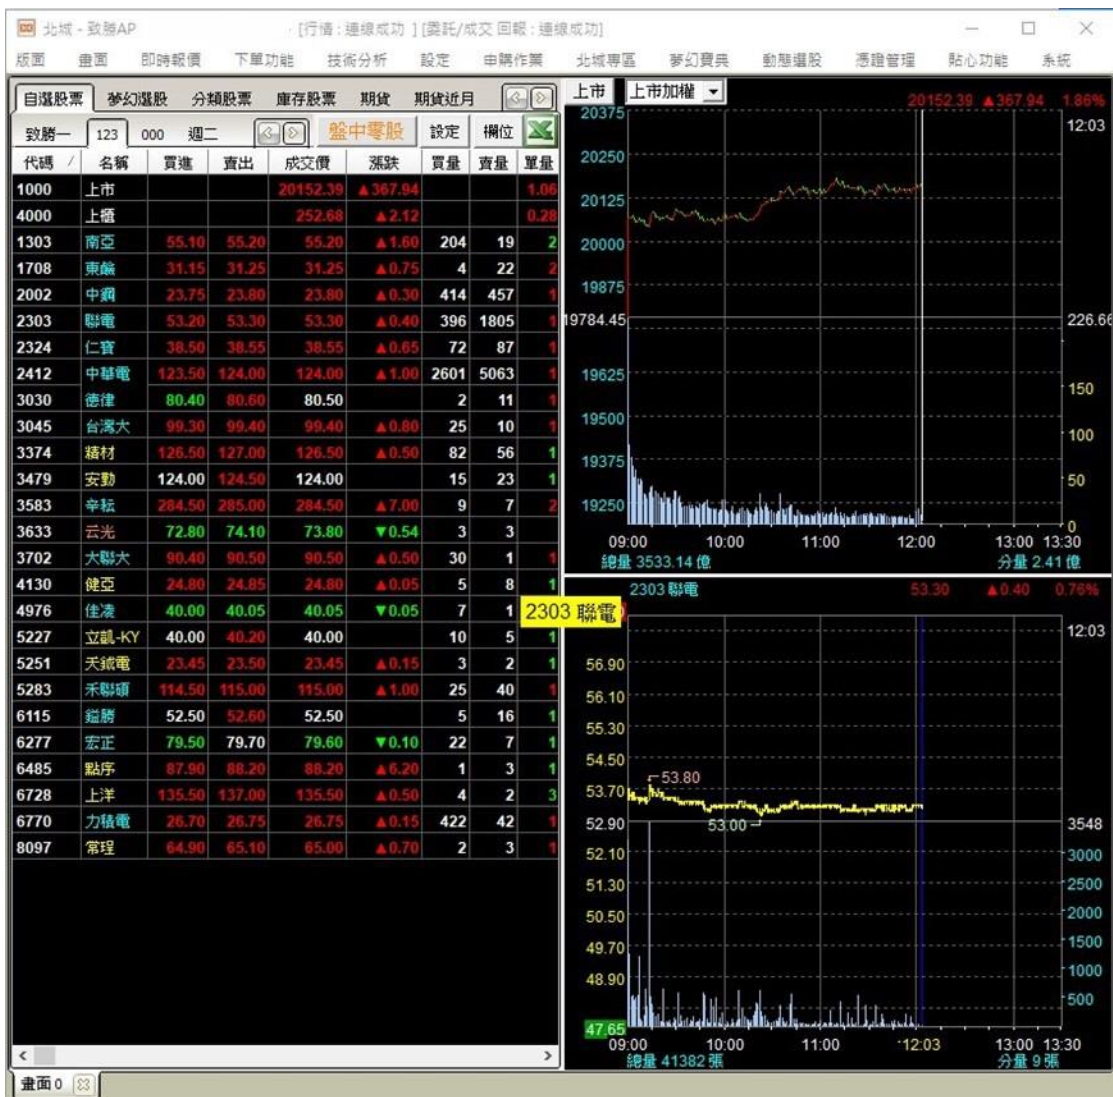 北城 - 致勝AP [行情 : 連線成功 ] [委託/成交 回報 : 連線成功]
版面 畫面 即時報價 下單功能 技術分析 設定 申購作業 北城專區 夢幻寶典 動態選股 憑證管理 貼心功能 系統
自選股票 夢幻選股 分類股票 庫存股票 期貨 期貨近月
致勝一 123 000 週二 盤中零股 設定 欄位
代碼 / 名稱 買進 賣出 成交價 漲跌 買量 賣量 單量
1000 上市 20152.39 ▲367.94 1.06
4000 上櫃 252.68 ▲2.12 0.28
1303 南亞 55.10 55.20 55.20 ▲1.60 204 19 2
1708 東鹼 31.15 31.25 31.25 ▲0.75 4 22 2
2002 中鋼 23.75 23.80 23.80 ▲0.30 414 457 1
2303 聯電 53.20 53.30 53.30 ▲0.40 396 1805 1
2324 仁寶 38.50 38.55 38.55 ▲0.65 72 87 1
2412 中華電 123.50 124.00 124.00 ▲1.00 2601 5063 1
3030 德律 80.40 80.60 80.50 2 11 1
3045 台灣大 99.30 99.40 99.40 ▲0.80 25 10 1
3374 精材 126.50 127.00 126.50 ▲0.50 82 56 1
3479 安勤 124.00 124.50 124.00 15 23 1
3583 辛耘 284.50 285.00 284.50 ▲7.00 9 7 2
3633 云光 72.80 74.10 73.80 ▼0.54 3 3
3702 大聯大 90.40 90.50 90.50 ▲0.50 30 1 1
4130 健亞 24.80 24.85 24.80 ▲0.05 5 8 1
4976 佳凌 40.00 40.05 40.05 ▼0.05 7 1
5227 立凱-KY 40.00 40.20 40.00 10 5 1
5251 天鉞電 23.45 23.50 23.45 ▲0.15 3 2 1
5283 禾聯碩 114.50 115.00 115.00 ▲1.00 25 40 1
6115 鎰勝 52.50 52.60 52.50 5 16 1
6277 宏正 79.50 79.70 79.60 ▼0.10 22 7 1
6485 點序 87.90 88.20 88.20 ▲6.20 1 3 1
6728 上洋 135.50 137.00 135.50 ▲0.50 4 2 3
6770 力積電 26.70 26.75 26.75 ▲0.15 422 42 1
8097 常珵 64.90 65.10 65.00 ▲0.70 2 3 1
畫面0
上市 上市加權
20152.39 ▲367.94 1.86%
20375
12:03
20250
20125
20000
19875
19784.45 226.66
19625
150
19500
100
19375
50
19250
0
09:00 10:00 11:00 12:00 13:00 13:30
總量 3533.14 億 分量 2.41 億
2303 聯電 53.30 ▲0.40 0.76%
2303 聯電
12:03
56.90
56.10
55.30
54.50
53.80
53.70
53.00
52.90 3548
52.10 3000
51.30 2500
50.50 2000
49.70 1500
48.90 1000
500
47.65
09:00 10:00 11:00 12:03 13:00 13:30
總量 41382 張 分量 9 張